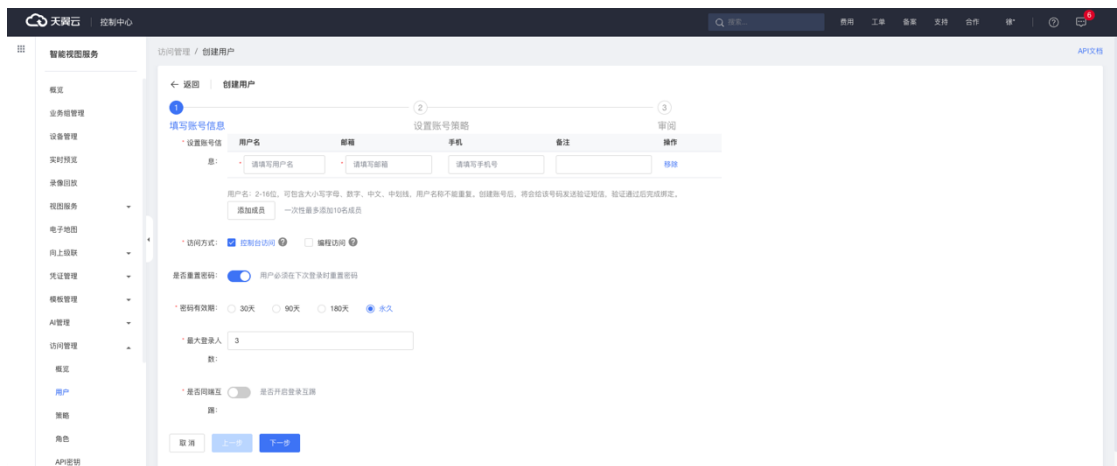 天翼云 控制中心 搜索... 费用 工单 备案 支持 合作 6
智能视图服务 访问管理 / 创建用户 API文档
概览
业务组管理
设备管理
实时预览
录像回放
视图服务
电子地图
向上级联
凭证管理
模板管理
AI管理
访问管理
概览
用户
策略
角色
API密钥
← 返回 创建用户
1 2 3
填写账号信息 设置账号策略 审阅
* 设置账号信息: 用户名 邮箱 手机 备注 操作
* 请填写用户名 * 请填写邮箱 请填写手机号 移除
用户名: 2-16位, 可包含大小写字母、数字、中文、中划线, 用户名称不能重复。创建账号后, 将会给该号码发送验证短信, 验证通过后完成绑定。
添加成员 一次性最多添加10名成员
* 访问方式: 控制台访问 编程访问
是否重置密码: 用户必须在下次登录时重置密码
* 密码有效期: 30天 90天 180天 永久
* 最大登录人数: 3
* 是否同端互踢: 是否开启登录互踢
取消 上一步 下一步